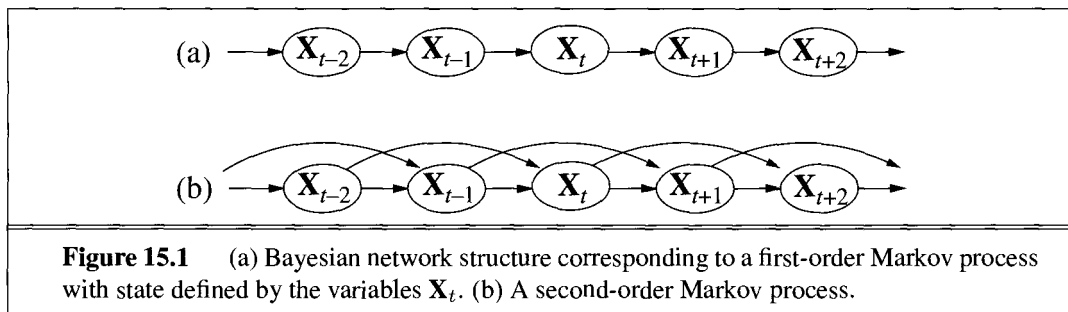 (a) X_{t–2} X_{t–1} X_t X_{t+1} X_{t+2}
(b) X_{t–2} X_{t–1} X_t X_{t+1} X_{t+2}
Figure 15.1 (a) Bayesian network structure corresponding to a first-order Markov process
with state defined by the variables X_t. (b) A second-order Markov process.